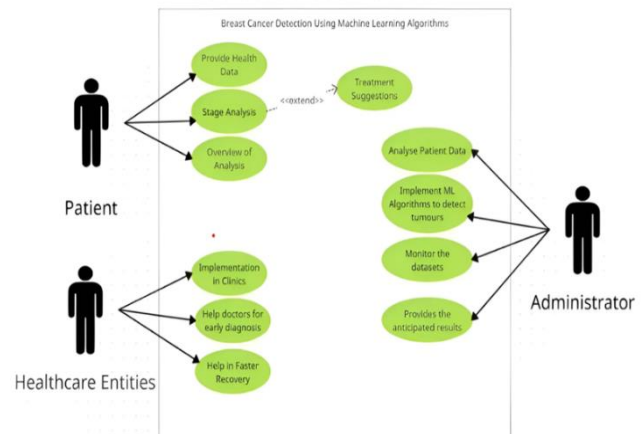 Breast Cancer Detection Using Machine Learning Algorithms
Provide Health
Data
Stage Analysis
<<extend>>
Treatment
Suggestions
Overview of
Analysis
Patient
Analyse Patient Data
Implement ML
Algorithms to detect
tumours
Monitor the
datasets
Provides the
anticipated results
Administrator
Implementation
in Clinics
Help doctors for
early diagnosis
Help in Faster
Recovery
Healthcare Entities